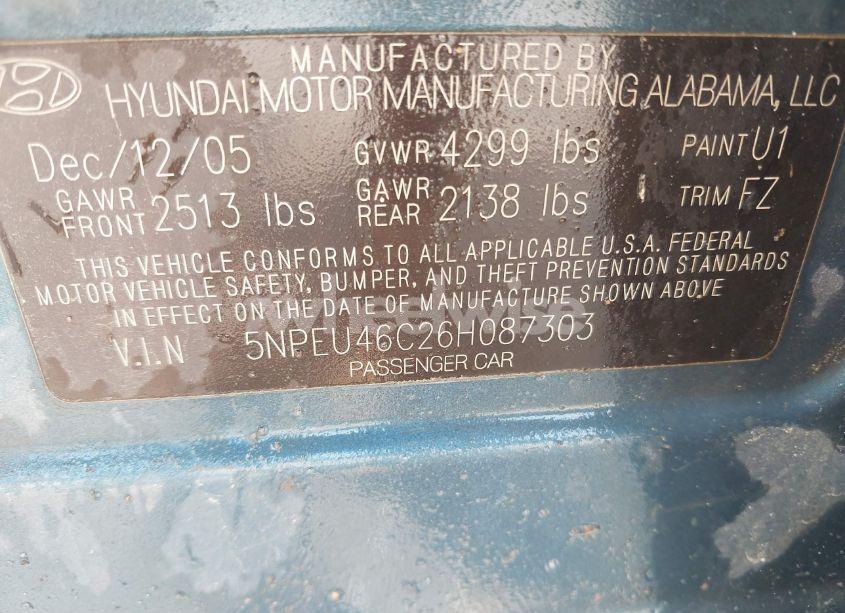 MANUFACTURED BY
HYUNDAI MOTOR MANUFACTURING ALABAMA, LLC
Dec/12/05 GVWR 4299 lbs PAINT U1
GAWR FRONT 2513 lbs GAWR REAR 2138 lbs TRIM FZ
THIS VEHICLE CONFORMS TO ALL APPLICABLE U.S.A. FEDERAL
MOTOR VEHICLE SAFETY, BUMPER, AND THEFT PREVENTION STANDARDS
IN EFFECT ON THE DATE OF MANUFACTURE SHOWN ABOVE
V.I.N 5NPEU46C26H087303
PASSENGER CAR